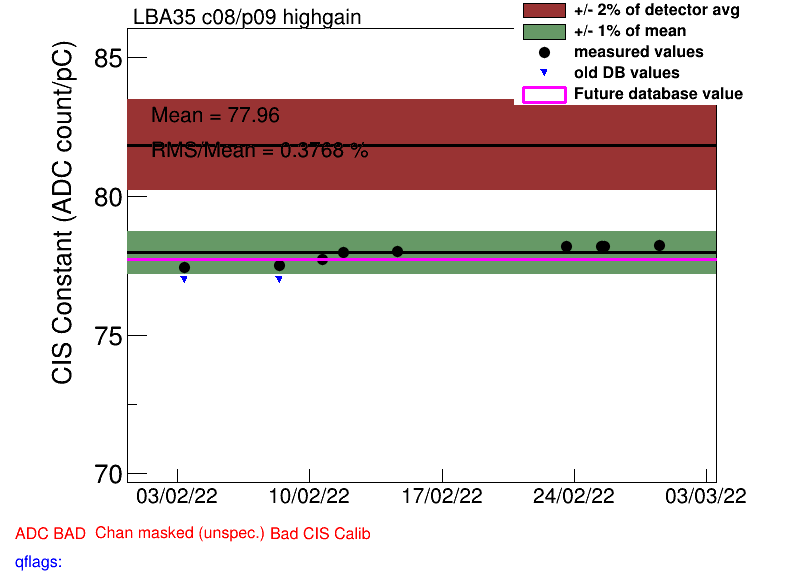 LBA35 c08/p09 highgain
+/- 2% of detector avg
+/- 1% of mean
measured values
old DB values
Future database value
Mean = 77.96
RMS/Mean = 0.3768 %
CIS Constant (ADC count/pC)
85
80
75
70
03/02/22 10/02/22 17/02/22 24/02/22 03/03/22
ADC BAD Chan masked (unspec.) Bad CIS Calib
qflags: